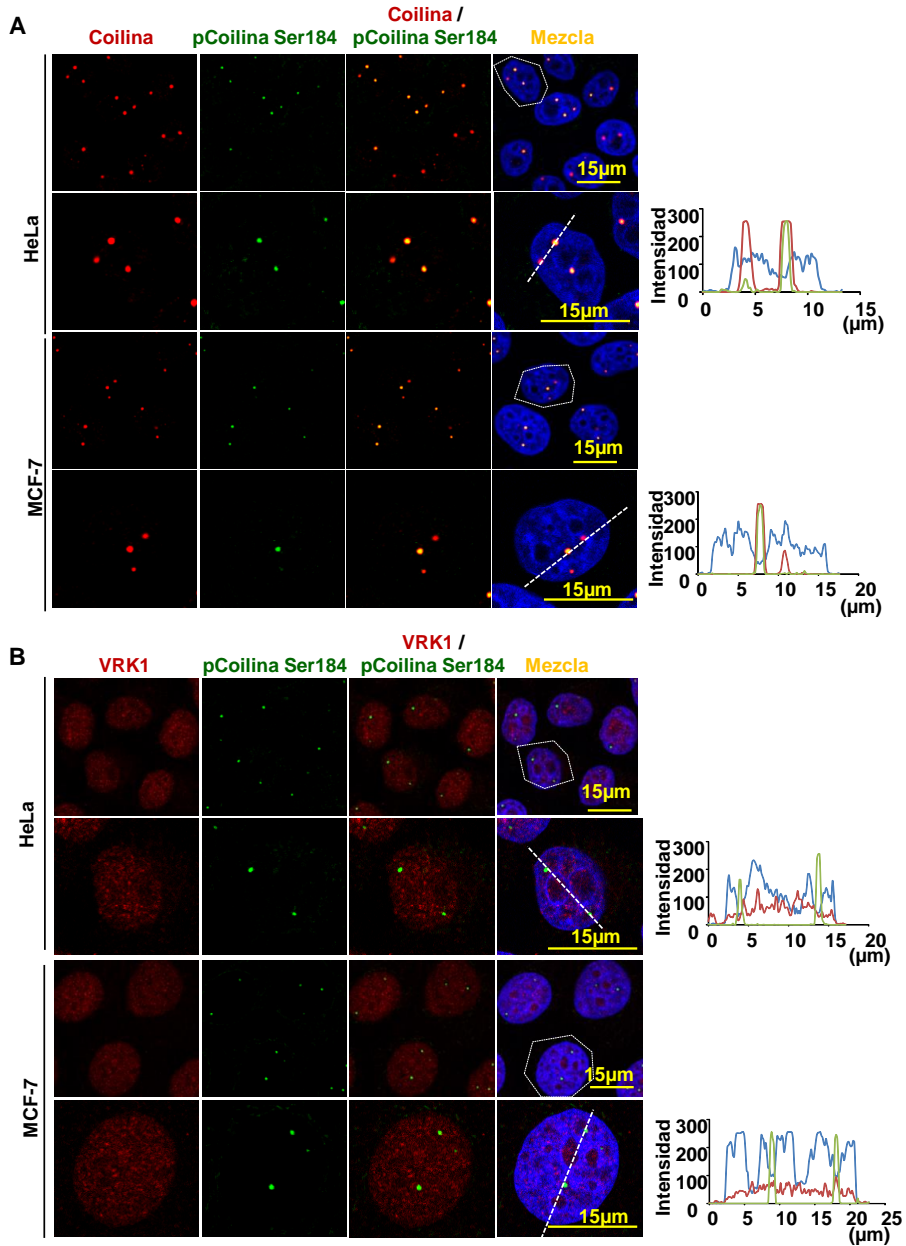 A
Coilina
pCoilina Ser184
Coilina /
pCoilina Ser184
Mezcla
HeLa
15µm
15µm
Intensidad
300
200
100
0
0 5 10 15
(µm)
MCF-7
15µm
15µm
Intensidad
300
200
100
0
0 5 10 15 20
(µm)
B
VRK1
pCoilina Ser184
VRK1 /
pCoilina Ser184
Mezcla
HeLa
15µm
15µm
Intensidad
300
200
100
0
0 5 10 15 20
(µm)
MCF-7
15µm
15µm
Intensidad
300
200
100
0
0 5 10 15 20 25
(µm)